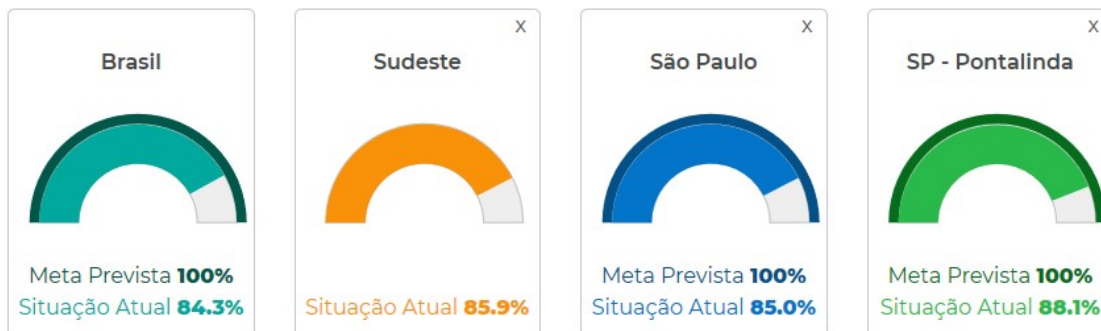 Brasil
Meta Prevista 100%
Situação Atual 84.3%
X
Sudeste
Situação Atual 85.9%
X
São Paulo
Meta Prevista 100%
Situação Atual 85.0%
X
SP - Pontalinda
Meta Prevista 100%
Situação Atual 88.1%